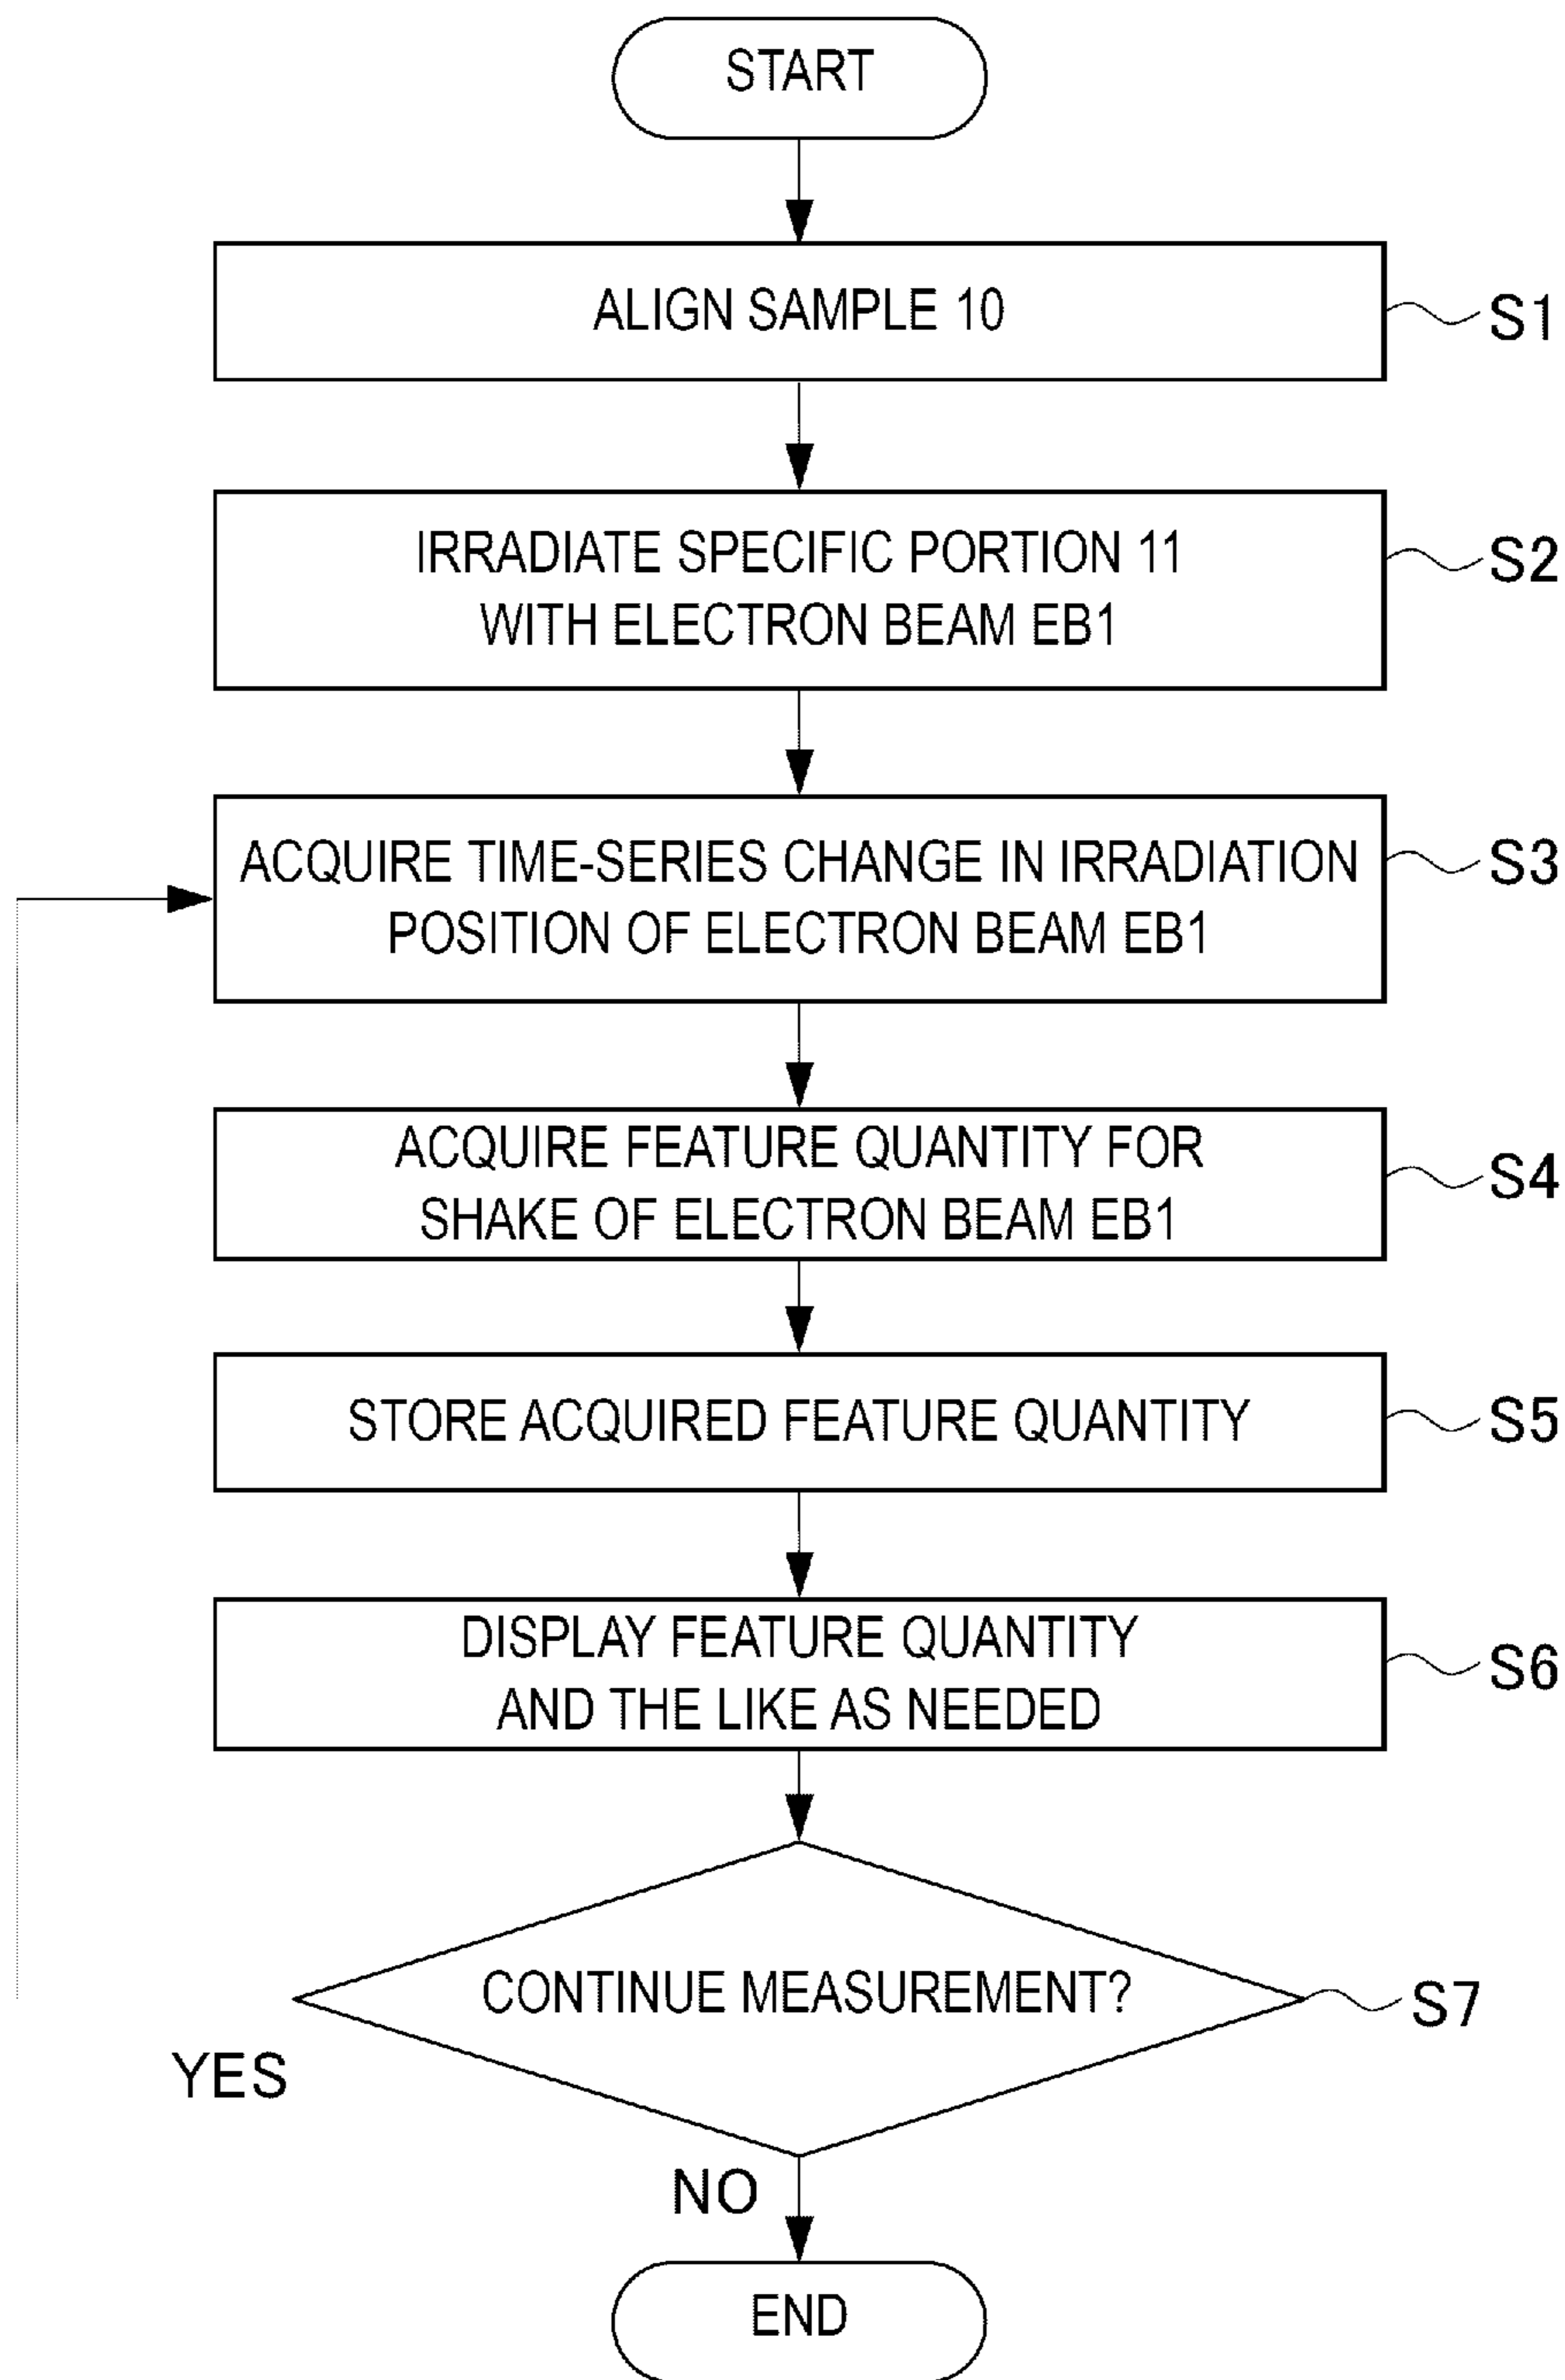 START
ALIGN SAMPLE 10
S1
IRRADIATE SPECIFIC PORTION 11
WITH ELECTRON BEAM EB1
S2
ACQUIRE TIME-SERIES CHANGE IN IRRADIATION
POSITION OF ELECTRON BEAM EB1
S3
ACQUIRE FEATURE QUANTITY FOR
SHAKE OF ELECTRON BEAM EB1
S4
STORE ACQUIRED FEATURE QUANTITY
S5
DISPLAY FEATURE QUANTITY
AND THE LIKE AS NEEDED
S6
CONTINUE MEASUREMENT?
S7
YES
NO
END